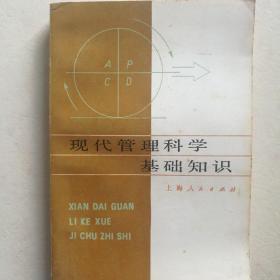 A P
C D
现代管理科学
基础知识
上海人民出版社
XIAN DAI GUAN
LI KE XUE
JI CHU ZHI SHI